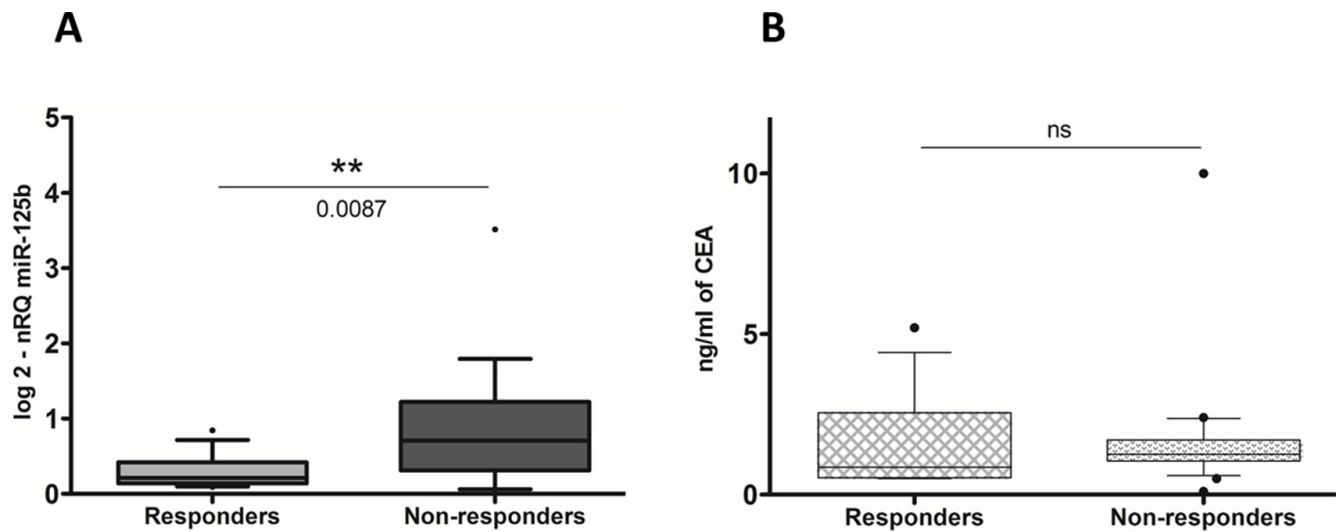 A
log 2 - nRQ miR-125b
5
4
3
2
1
0
**
0.0087
Responders
Non-responders
B
ng/ml of CEA
10
5
0
ns
Responders
Non-responders